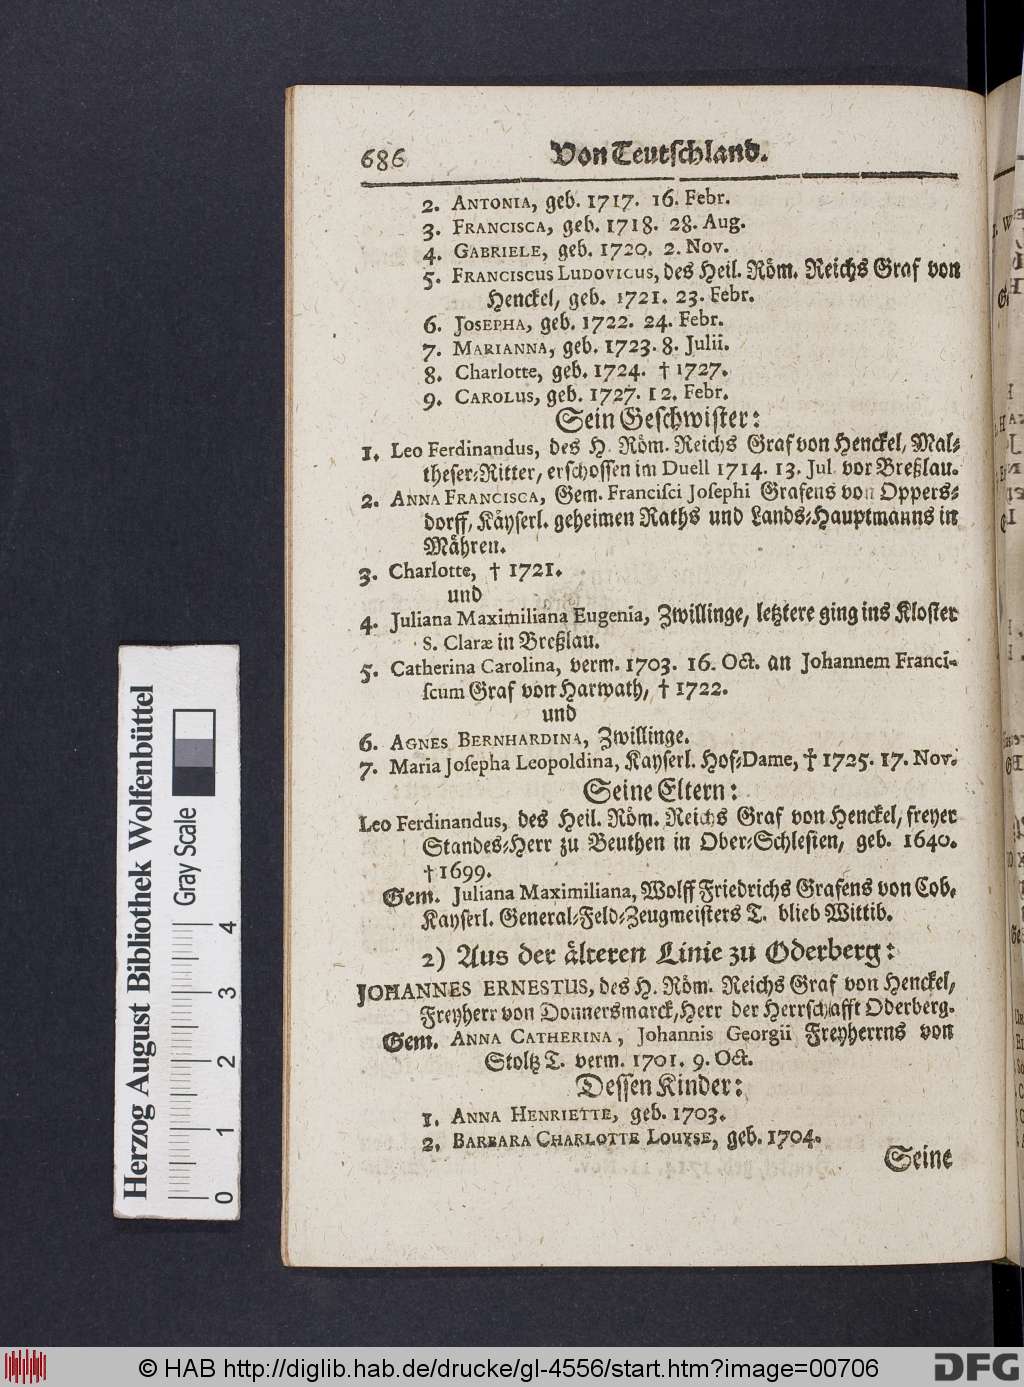 686 Von Teutschland.
2. ANTONIA, geb. 1717. 16. Febr.
3. FRANCISCA, geb. 1718. 28. Aug.
4. GABRIELE, geb. 1720. 2. Nov.
5. FRANCISCUS LUDOVICUS, des Heil. Röm. Reichs Graf von
Henckel, geb. 1721. 23. Febr.
6. JOSEPHA, geb. 1722. 24. Febr.
7. MARIANNA, geb. 1723. 8. Julii.
8. Charlotte, geb. 1724. † 1727.
9. CAROLUS, geb. 1727. 12. Febr.
Sein Geschwister:
1. Leo Ferdinandus, des H. Röm. Reichs Graf von Henckel, Mal-
theser-Ritter, erschossen im Duell 1714. 13. Jul. vor Breßlau.
2. ANNA FRANCISCA, Gem. Francisci Josephi Grafens von Oppers-
dorff, Käyserl. geheimen Raths und Lands-Hauptmanns in
Mähren.
3. Charlotte, † 1721.
und
4. Juliana Maximiliana Eugenia, Zwillinge, letztere ging ins Kloster
S. Claræ in Breßlau.
5. Catherina Carolina, verm. 1703. 16. Oct. an Johannem Franci-
scum Graf von Harwath, † 1722.
und
6. AGNES BERNHARDINA, Zwillinge.
7. Maria Josepha Leopoldina, Kayserl. Hof-Dame, † 1725. 17. Nov.
Seine Eltern:
Leo Ferdinandus, des Heil. Röm. Reichs Graf von Henckel, freyer
Standes-Herr zu Beuthen in Ober-Schlesien, geb. 1640.
† 1699.
Gem. Juliana Maximiliana, Wolff Friedrichs Grafens von Cob,
Kayserl. General-Feld-Zeugmeisters T. blieb Wittib.
2) Aus der älteren Linie zu Oderberg:
JOHANNES ERNESTUS, des H. Röm. Reichs Graf von Henckel,
Freyherr von Donnersmarck, Herr der Herrschafft Oderberg.
Gem. ANNA CATHERINA, Johannis Georgii Freyherrns von
Stoltz T. verm. 1701. 9. Oct.
Dessen Kinder:
1. ANNA HENRIETTE, geb. 1703.
2. BARBARA CHARLOTTE LOUYSE, geb. 1704.
Seine
Herzog August Bibliothek Wolfenbüttel
Gray Scale
0 1 2 3 4
© HAB http://diglib.hab.de/drucke/gl-4556/start.htm?image=00706
DFG